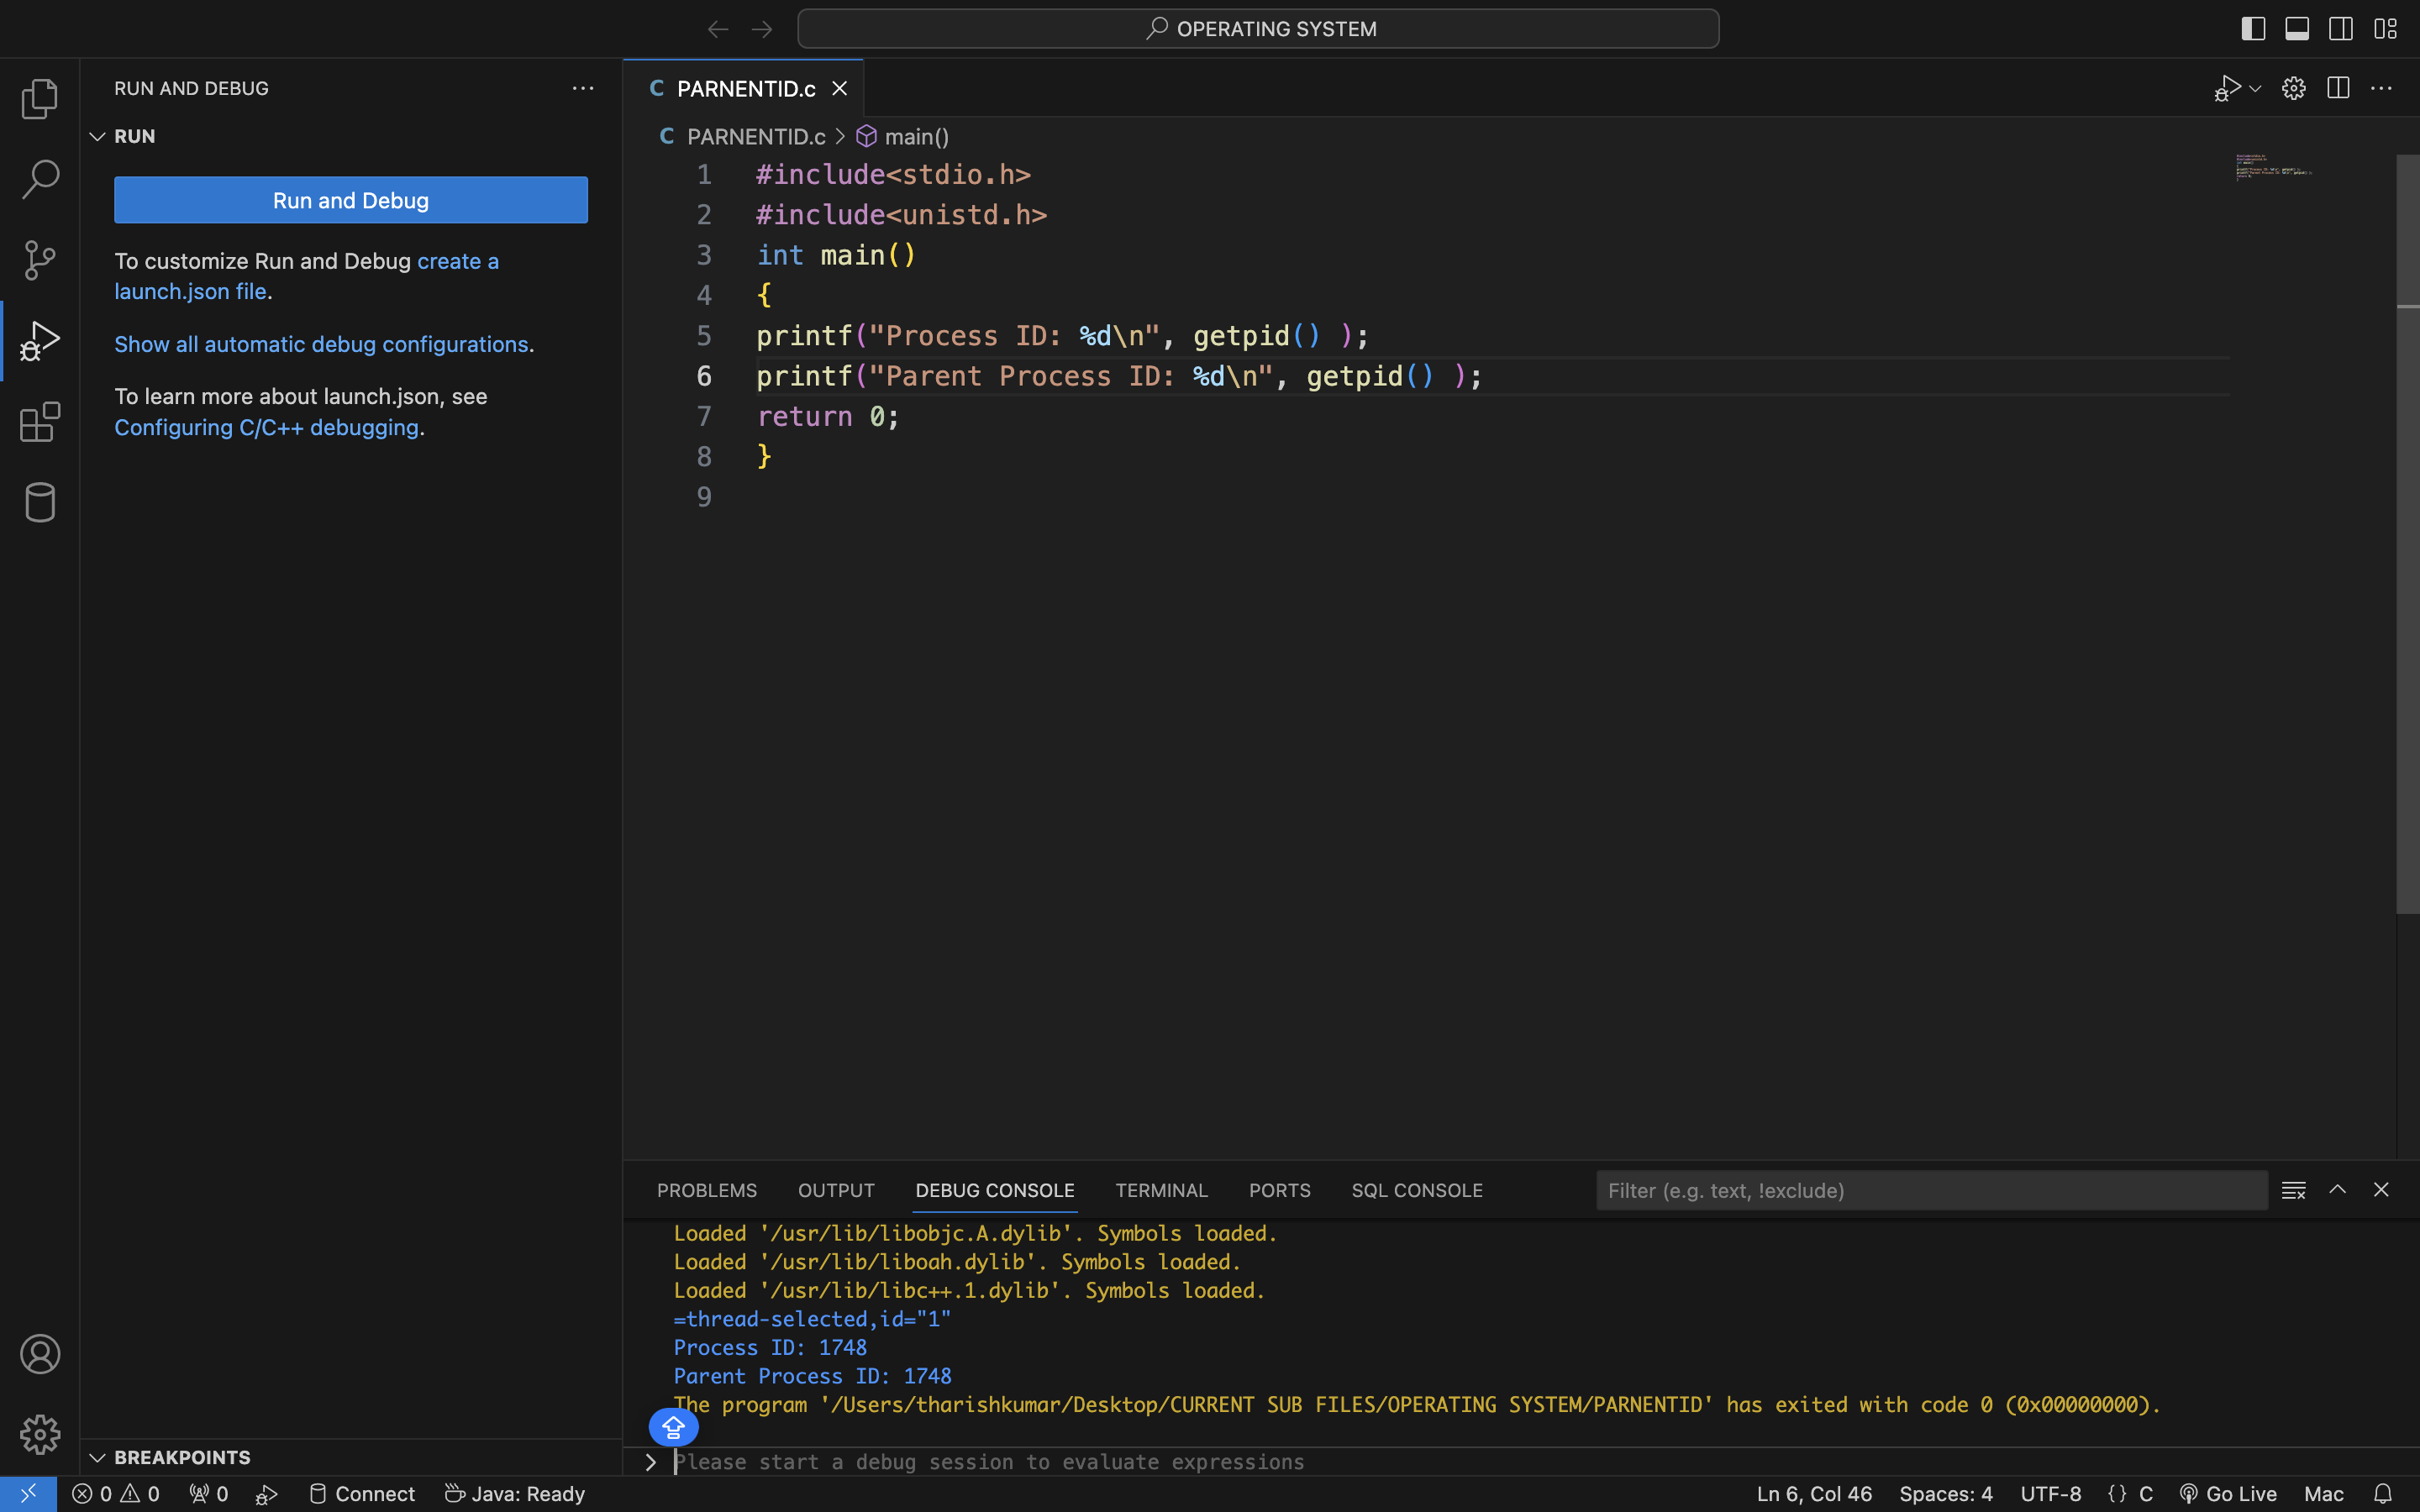 OPERATING SYSTEM
RUN AND DEBUG
RUN
Run and Debug
To customize Run and Debug create a
launch.json file.
Show all automatic debug configurations.
To learn more about launch.json, see
Configuring C/C++ debugging.
BREAKPOINTS
C PARNENTID.c
C PARNENTID.c > main()
1 #include<stdio.h>
2 #include<unistd.h>
3 int main()
4 {
5 printf("Process ID: %d\n", getpid() );
6 printf("Parent Process ID: %d\n", getpid() );
7 return 0;
8 }
9
PROBLEMS OUTPUT DEBUG CONSOLE TERMINAL PORTS SQL CONSOLE Filter (e.g. text, !exclude)
Loaded '/usr/lib/libobjc.A.dylib'. Symbols loaded.
Loaded '/usr/lib/liboah.dylib'. Symbols loaded.
Loaded '/usr/lib/libc++.1.dylib'. Symbols loaded.
=thread-selected,id="1"
Process ID: 1748
Parent Process ID: 1748
The program '/Users/tharishkumar/Desktop/CURRENT SUB FILES/OPERATING SYSTEM/PARNENTID' has exited with code 0 (0x00000000).
Please start a debug session to evaluate expressions
0 0 0 Connect Java: Ready Ln 6, Col 46 Spaces: 4 UTF-8 {} C Go Live Mac